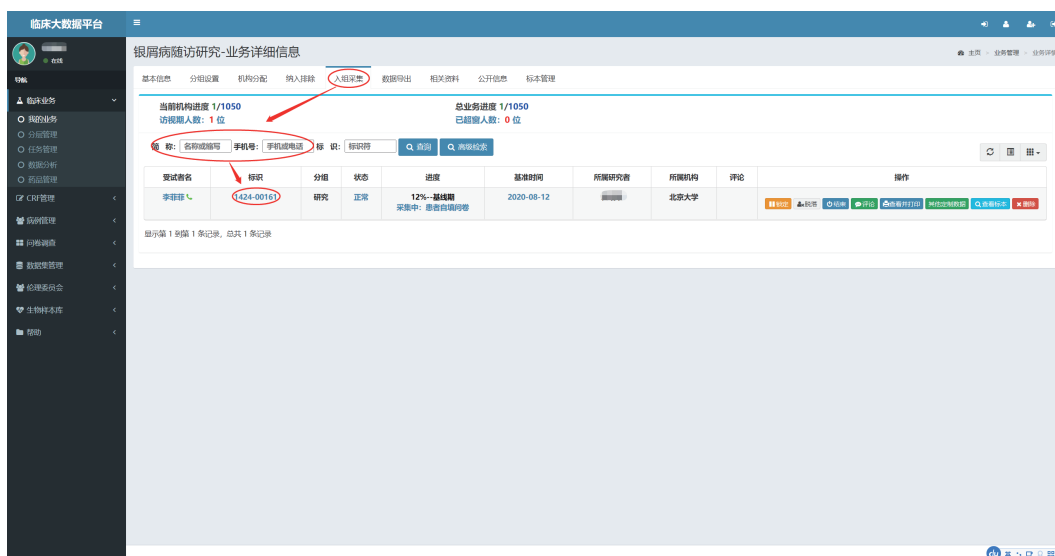 临床大数据平台
在线
导航
临床业务
我的业务
分层管理
任务管理
数据分析
药品管理
CRF管理
病例管理
问卷调查
数据集管理
伦理委员会
生物样本库
帮助
银屑病随访研究-业务详细信息
主页 > 业务管理 > 业务详情
基本信息 分组设置 机构分配 纳入排除 入组采集 数据导出 相关资料 公开信息 标本管理
当前机构进度 1/1050 总业务进度 1/1050
访视期人数: 1 位 已超窗人数: 0 位
简 称: 名称或缩写 手机号: 手机或电话 标 识: 标识符 查询 高级检索
受试者名 标识 分组 状态 进度 基准时间 所属研究者 所属机构 评论 操作
李菲菲 1424-00161 研究 正常 12%--基线期 2020-08-12 北京大学 锁定 脱落 结束 评论 查看并打印 其他定制数据 查看标本 删除
采集中: 患者自填问卷
显示第 1 到第 1 条记录, 总共 1 条记录